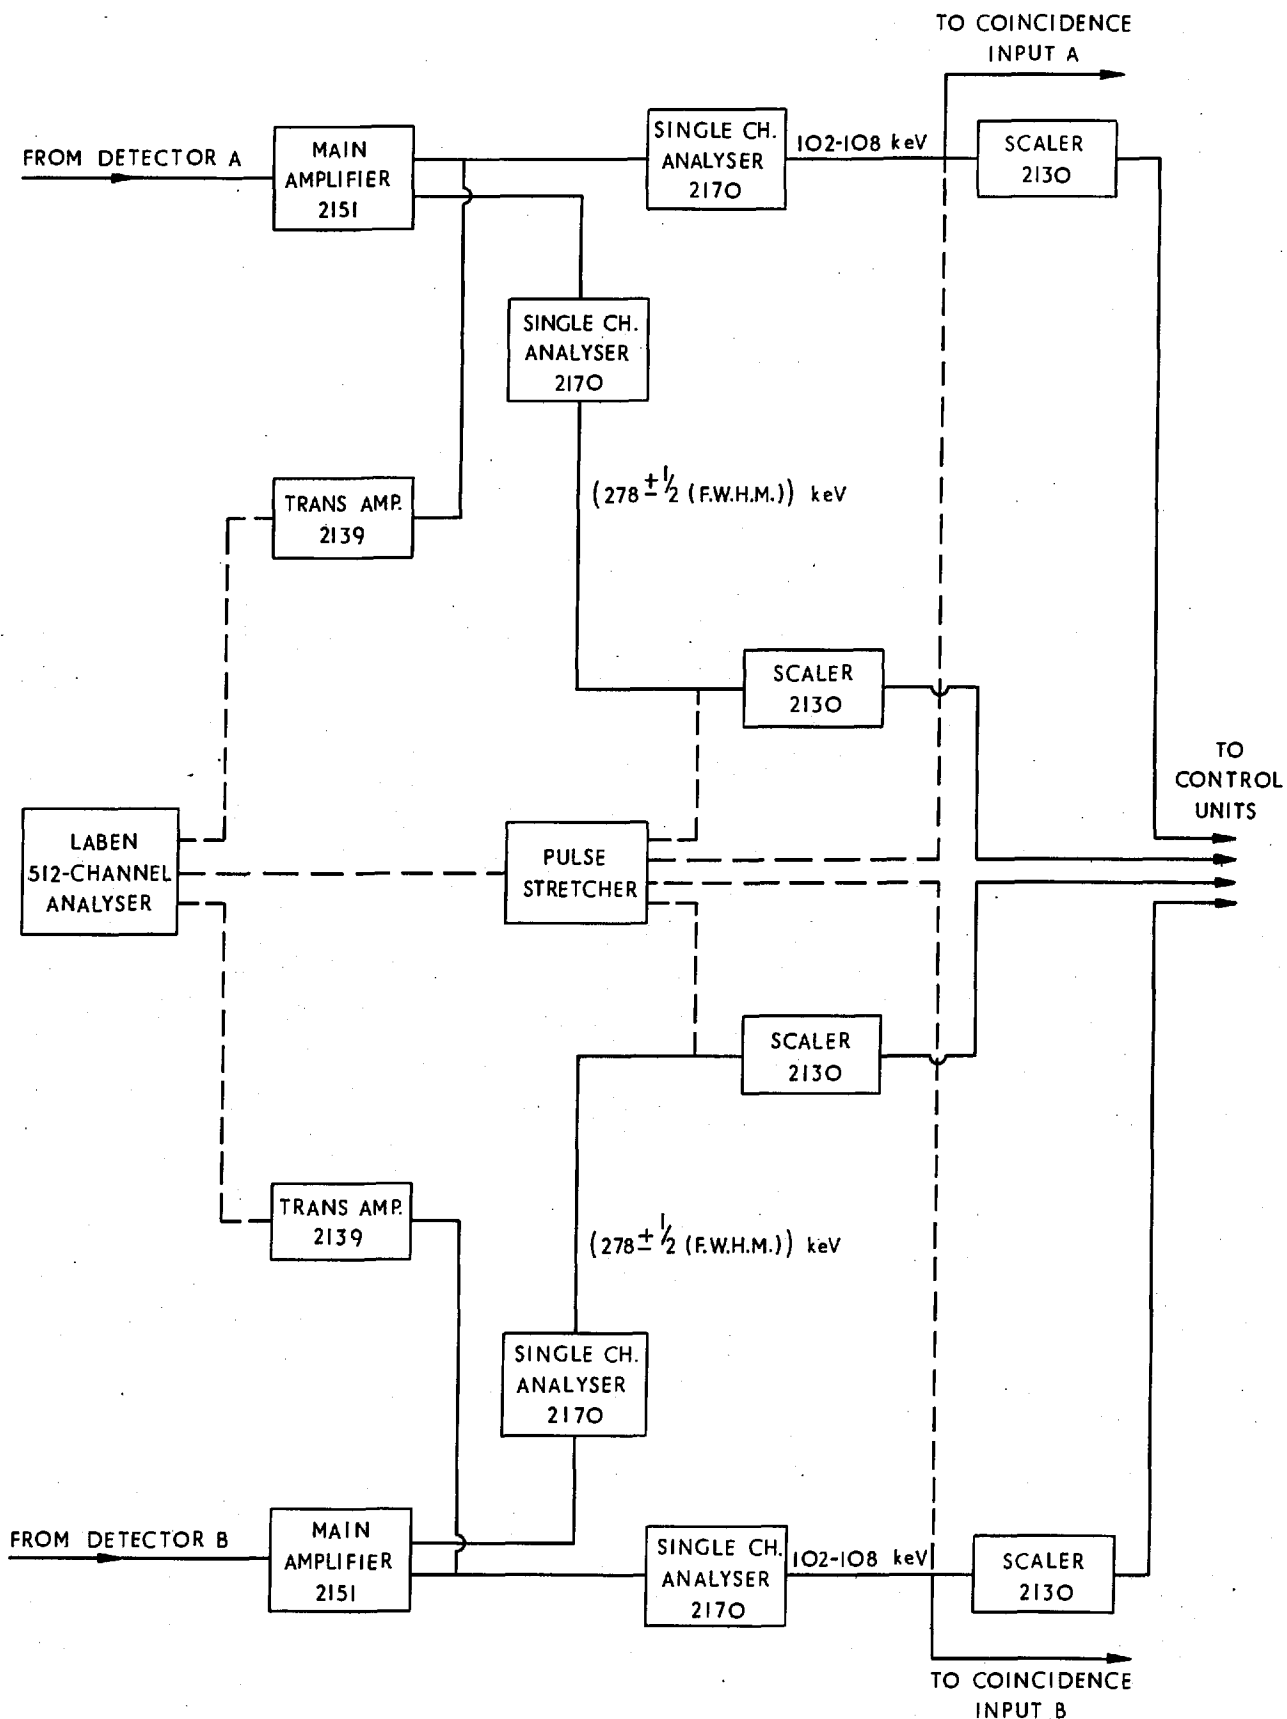 TO COINCIDENCE
INPUT A
FROM DETECTOR A
MAIN
AMPLIFIER
2151
SINGLE CH.
ANALYSER
2170
102-108 keV
SCALER
2130
SINGLE CH.
ANALYSER
2170
(278 ± 1/2 (F.W.H.M.)) keV
TRANS AMP.
2139
SCALER
2130
TO
CONTROL
UNITS
LABEN
512-CHANNEL
ANALYSER
PULSE
STRETCHER
SCALER
2130
TRANS AMP.
2139
(278 ± 1/2 (F.W.H.M.)) keV
SINGLE CH.
ANALYSER
2170
FROM DETECTOR B
MAIN
AMPLIFIER
2151
SINGLE CH.
ANALYSER
2170
102-108 keV
SCALER
2130
TO COINCIDENCE
INPUT B